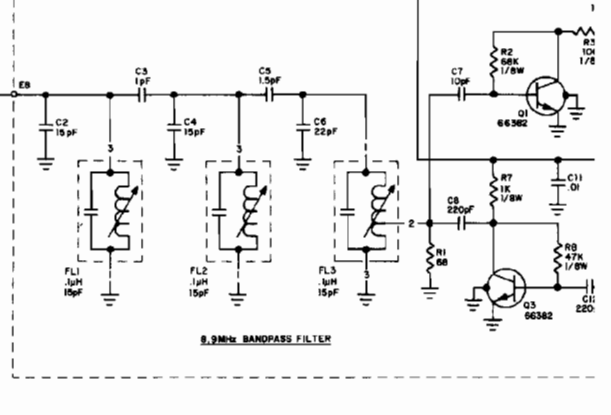 E8
C2
15pF
C3
1pF
C4
15pF
C5
1.5pF
C6
22pF
C7
10pF
R2
68K
1/8W
Q1
66382
3
3
1
2
3
FL1
.1μH
15pF
FL2
.1μH
15pF
FL3
.1μH
15pF
R1
68
C8
220pF
R7
1K
1/8W
C11
.01
R8
47K
1/8W
Q3
66382
8.9MHz BANDPASS FILTER